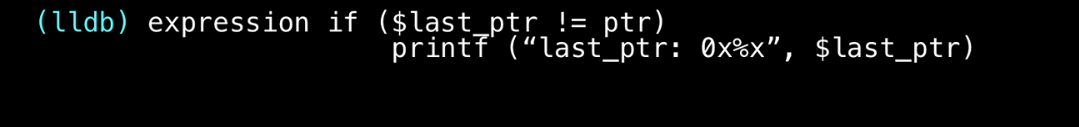 (lldb) expression if ($last_ptr != ptr)
printf (“last_ptr: 0x%x”, $last_ptr)